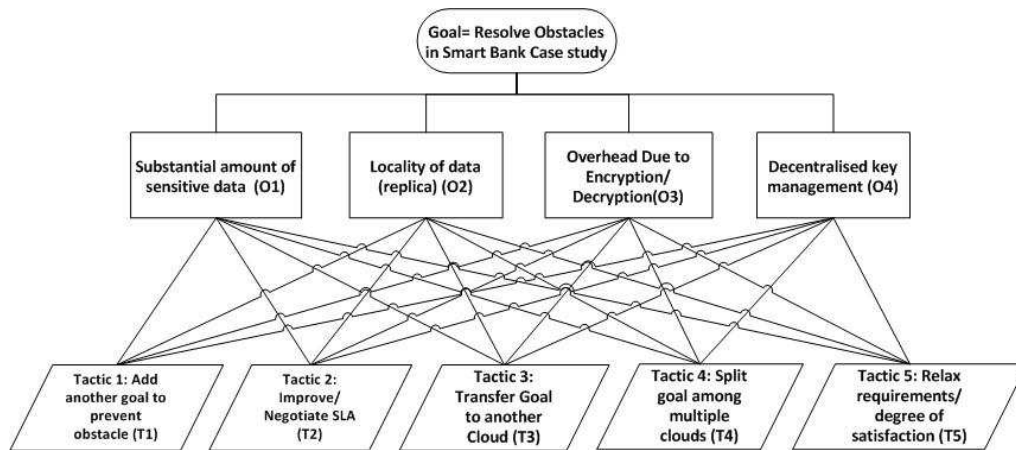 Goal= Resolve Obstacles
in Smart Bank Case study
Substantial amount of
sensitive data (O1)
Locality of data
(replica) (O2)
Overhead Due to
Encryption/
Decryption(O3)
Decentralised key
management (O4)
Tactic 1: Add
another goal to
prevent
obstacle (T1)
Tactic 2:
Improve/
Negotiate SLA
(T2)
Tactic 3:
Transfer Goal
to another
Cloud (T3)
Tactic 4: Split
goal among
multiple
clouds (T4)
Tactic 5: Relax
requirements/
degree of
satisfaction (T5)